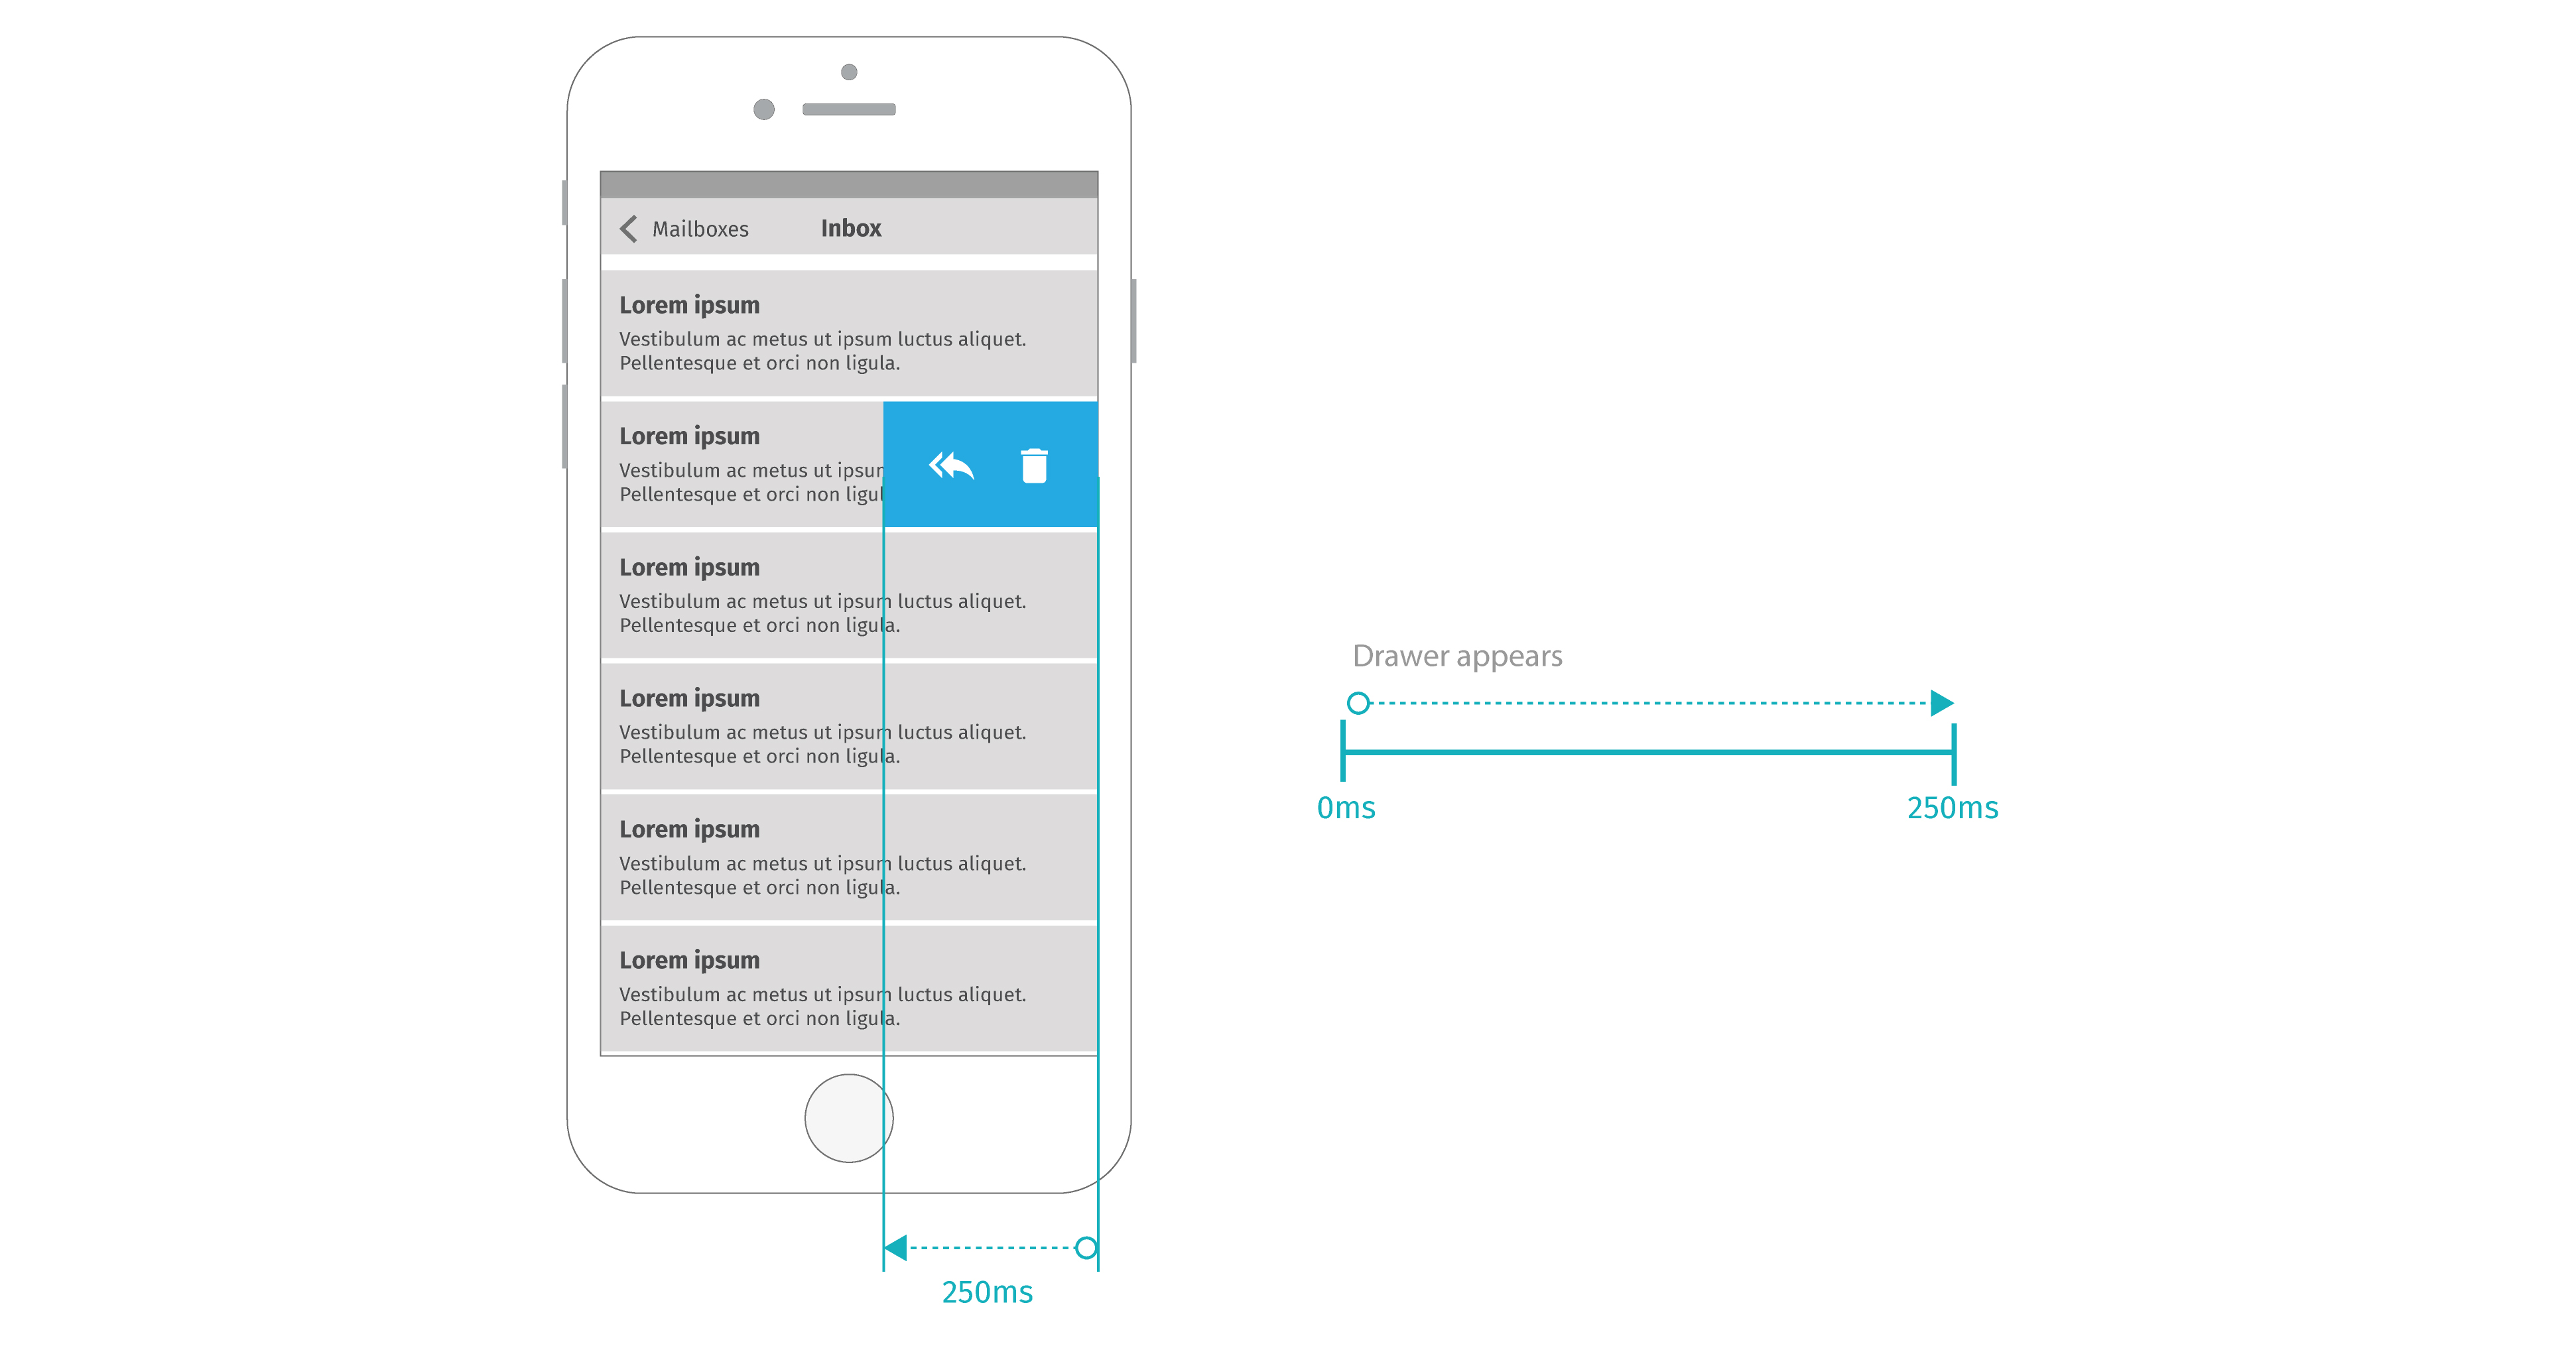 Mailboxes
Inbox
Lorem ipsum
Vestibulum ac metus ut ipsum luctus aliquet.
Pellentesque et orci non ligula.
Lorem ipsum
Vestibulum ac metus ut ipsu
Pellentesque et orci non ligul
Lorem ipsum
Vestibulum ac metus ut ipsum luctus aliquet.
Pellentesque et orci non ligula.
Lorem ipsum
Vestibulum ac metus ut ipsum luctus aliquet.
Pellentesque et orci non ligula.
Lorem ipsum
Vestibulum ac metus ut ipsum luctus aliquet.
Pellentesque et orci non ligula.
Lorem ipsum
Vestibulum ac metus ut ipsum luctus aliquet.
Pellentesque et orci non ligula.
250ms
Drawer appears
0ms
250ms